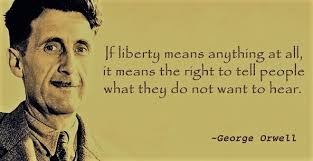 If liberty means anything at all,
it means the right to tell people
what they do not want to hear.
~George Orwell